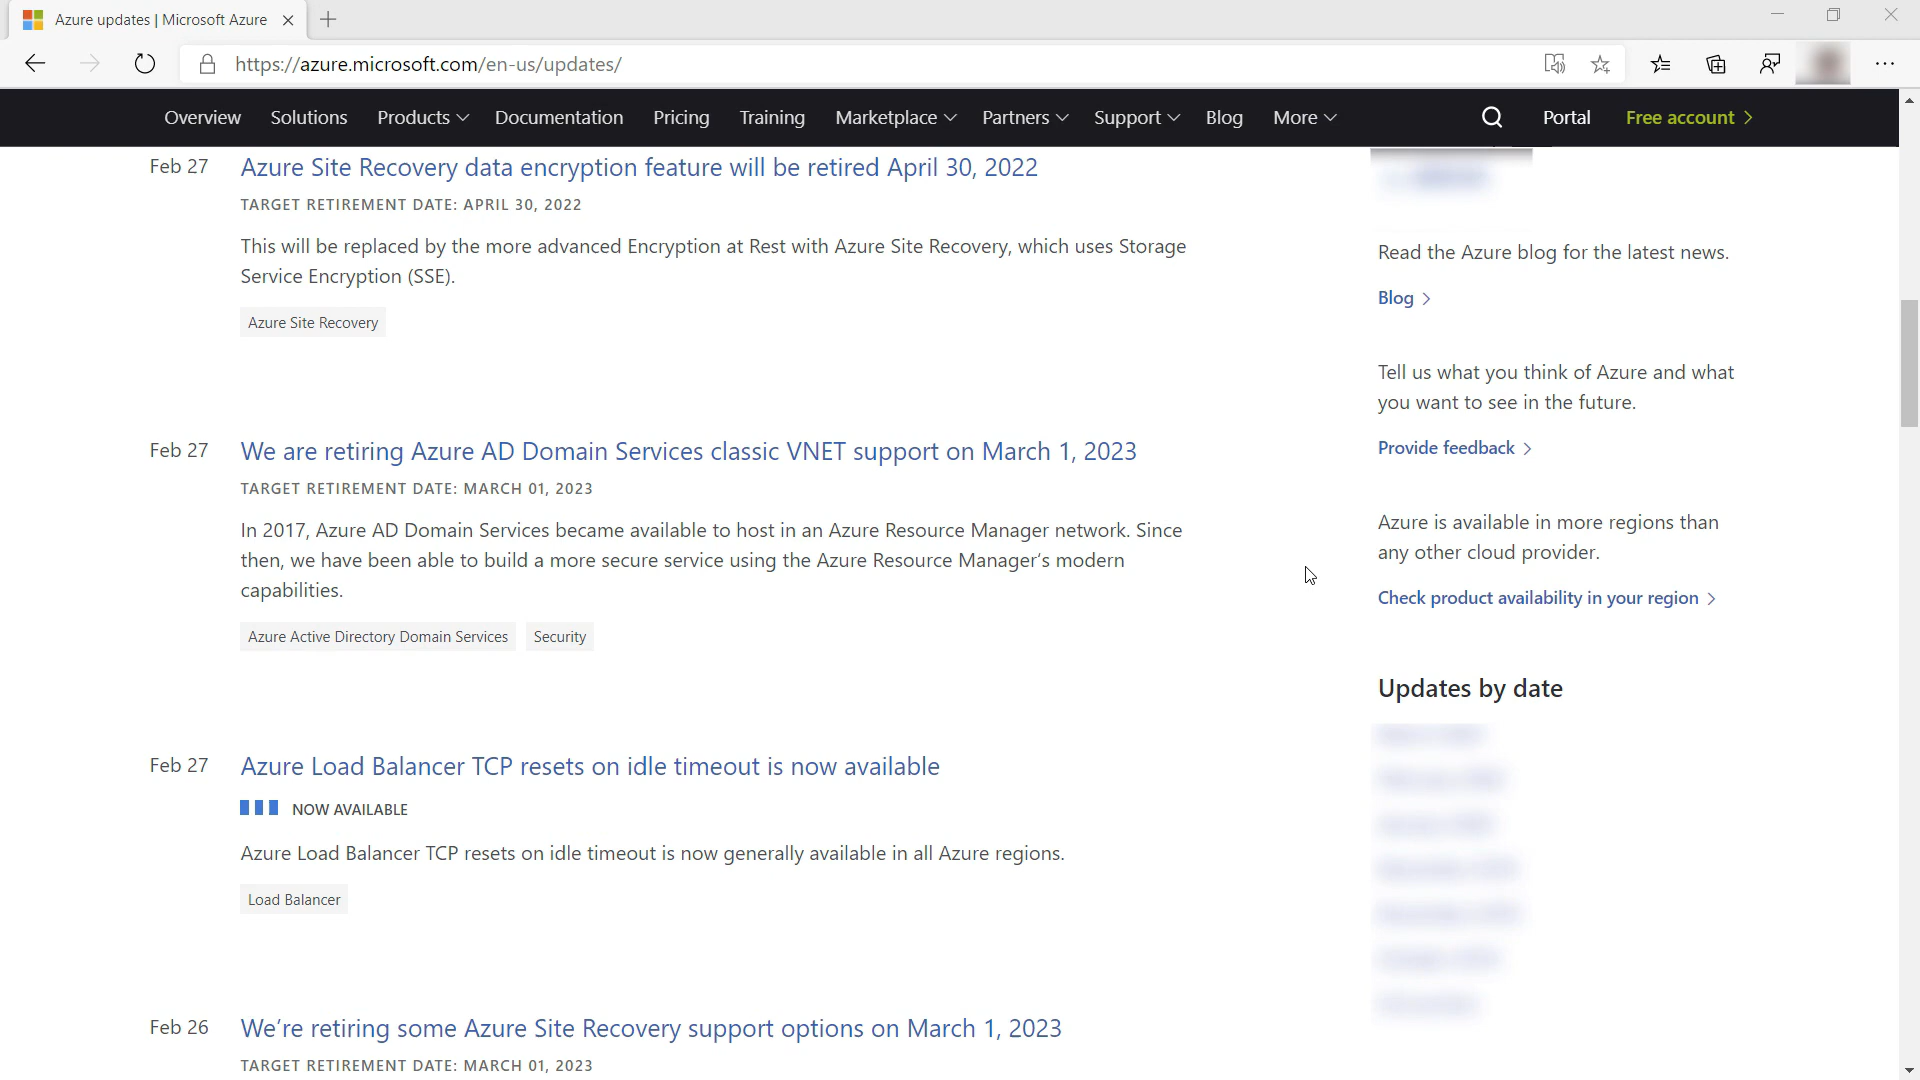 Azure updates | Microsoft Azure
https://azure.microsoft.com/en-us/updates/
Overview Solutions Products Documentation Pricing Training Marketplace Partners Support Blog More Portal Free account
Feb 27 Azure Site Recovery data encryption feature will be retired April 30, 2022
TARGET RETIREMENT DATE: APRIL 30, 2022
This will be replaced by the more advanced Encryption at Rest with Azure Site Recovery, which uses Storage
Service Encryption (SSE).
Azure Site Recovery
Feb 27 We are retiring Azure AD Domain Services classic VNET support on March 1, 2023
TARGET RETIREMENT DATE: MARCH 01, 2023
In 2017, Azure AD Domain Services became available to host in an Azure Resource Manager network. Since
then, we have been able to build a more secure service using the Azure Resource Manager's modern
capabilities.
Azure Active Directory Domain Services Security
Feb 27 Azure Load Balancer TCP resets on idle timeout is now available
NOW AVAILABLE
Azure Load Balancer TCP resets on idle timeout is now generally available in all Azure regions.
Load Balancer
Feb 26 We're retiring some Azure Site Recovery support options on March 1, 2023
TARGET RETIREMENT DATE: MARCH 01, 2023
Read the Azure blog for the latest news.
Blog
Tell us what you think of Azure and what
you want to see in the future.
Provide feedback
Azure is available in more regions than
any other cloud provider.
Check product availability in your region
Updates by date